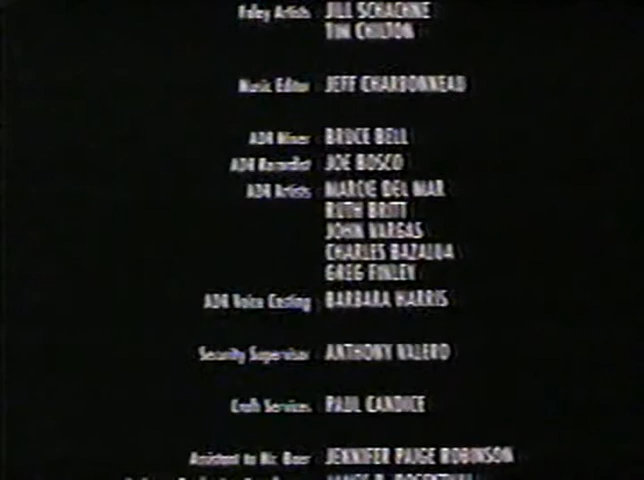 Foley Artists JILL SCHACHNE
TIM CHILTON
Music Editor JEFF CHARBONNEAU
ADR Mixer BRUCE BELL
ADR Recordist JOE BOSCO
ADR Artists MARCIE DEL MAR
RUTH BRITT
JOHN VARGAS
CHARLES BAZALUA
GREG FINLEY
ADR Voice Casting BARBARA HARRIS
Security Supervisor ANTHONY VALERO
Craft Services PAUL CANDICE
Assistant to Mr. Baer JENNIFER PAIGE ROBINSON